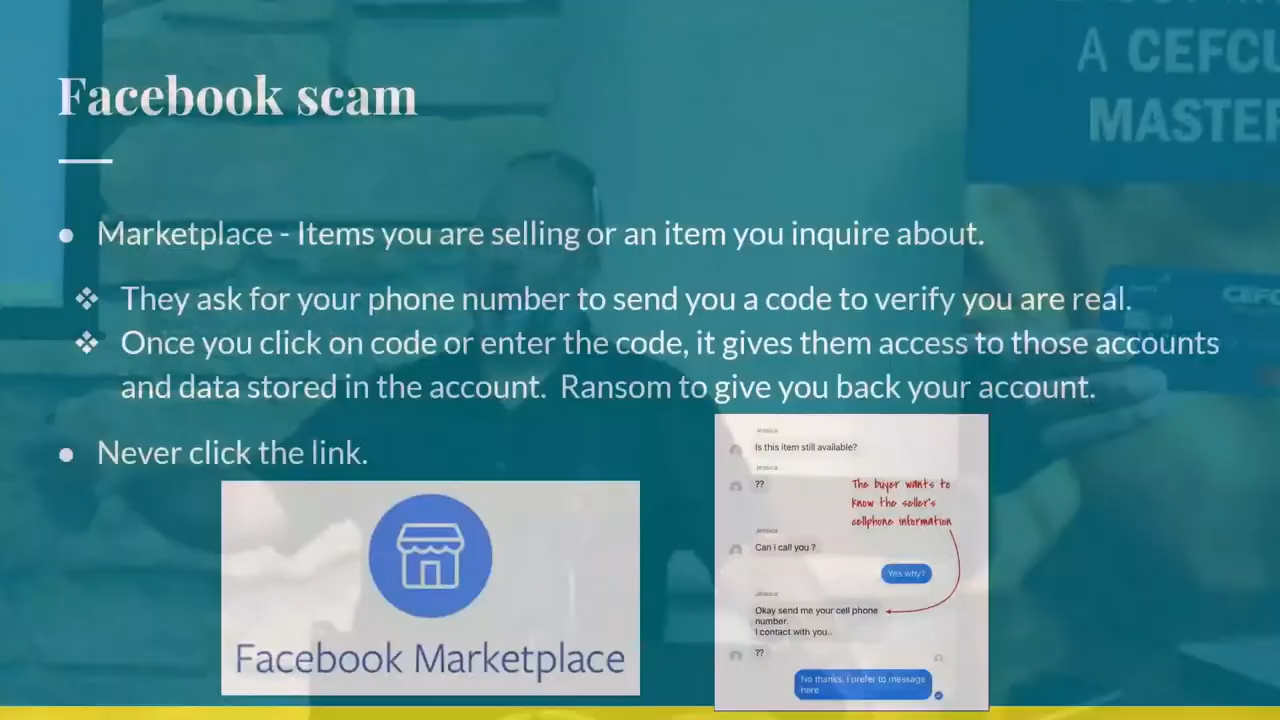 A CEFCU
MASTER
Facebook scam
● Marketplace - Items you are selling or an item you inquire about.
❖ They ask for your phone number to send you a code to verify you are real.
❖ Once you click on code or enter the code, it gives them access to those accounts
and data stored in the account. Ransom to give you back your account.
● Never click the link.
Facebook Marketplace
Jessica
Is this item still available?
Jessica
??
The buyer wants to
know the seller's
cellphone information
Jessica
Can i call you ?
Yes why?
Jessica
Okay send me your cell phone
number.
I contact with you..
??
No thanks, I prefer to message
here